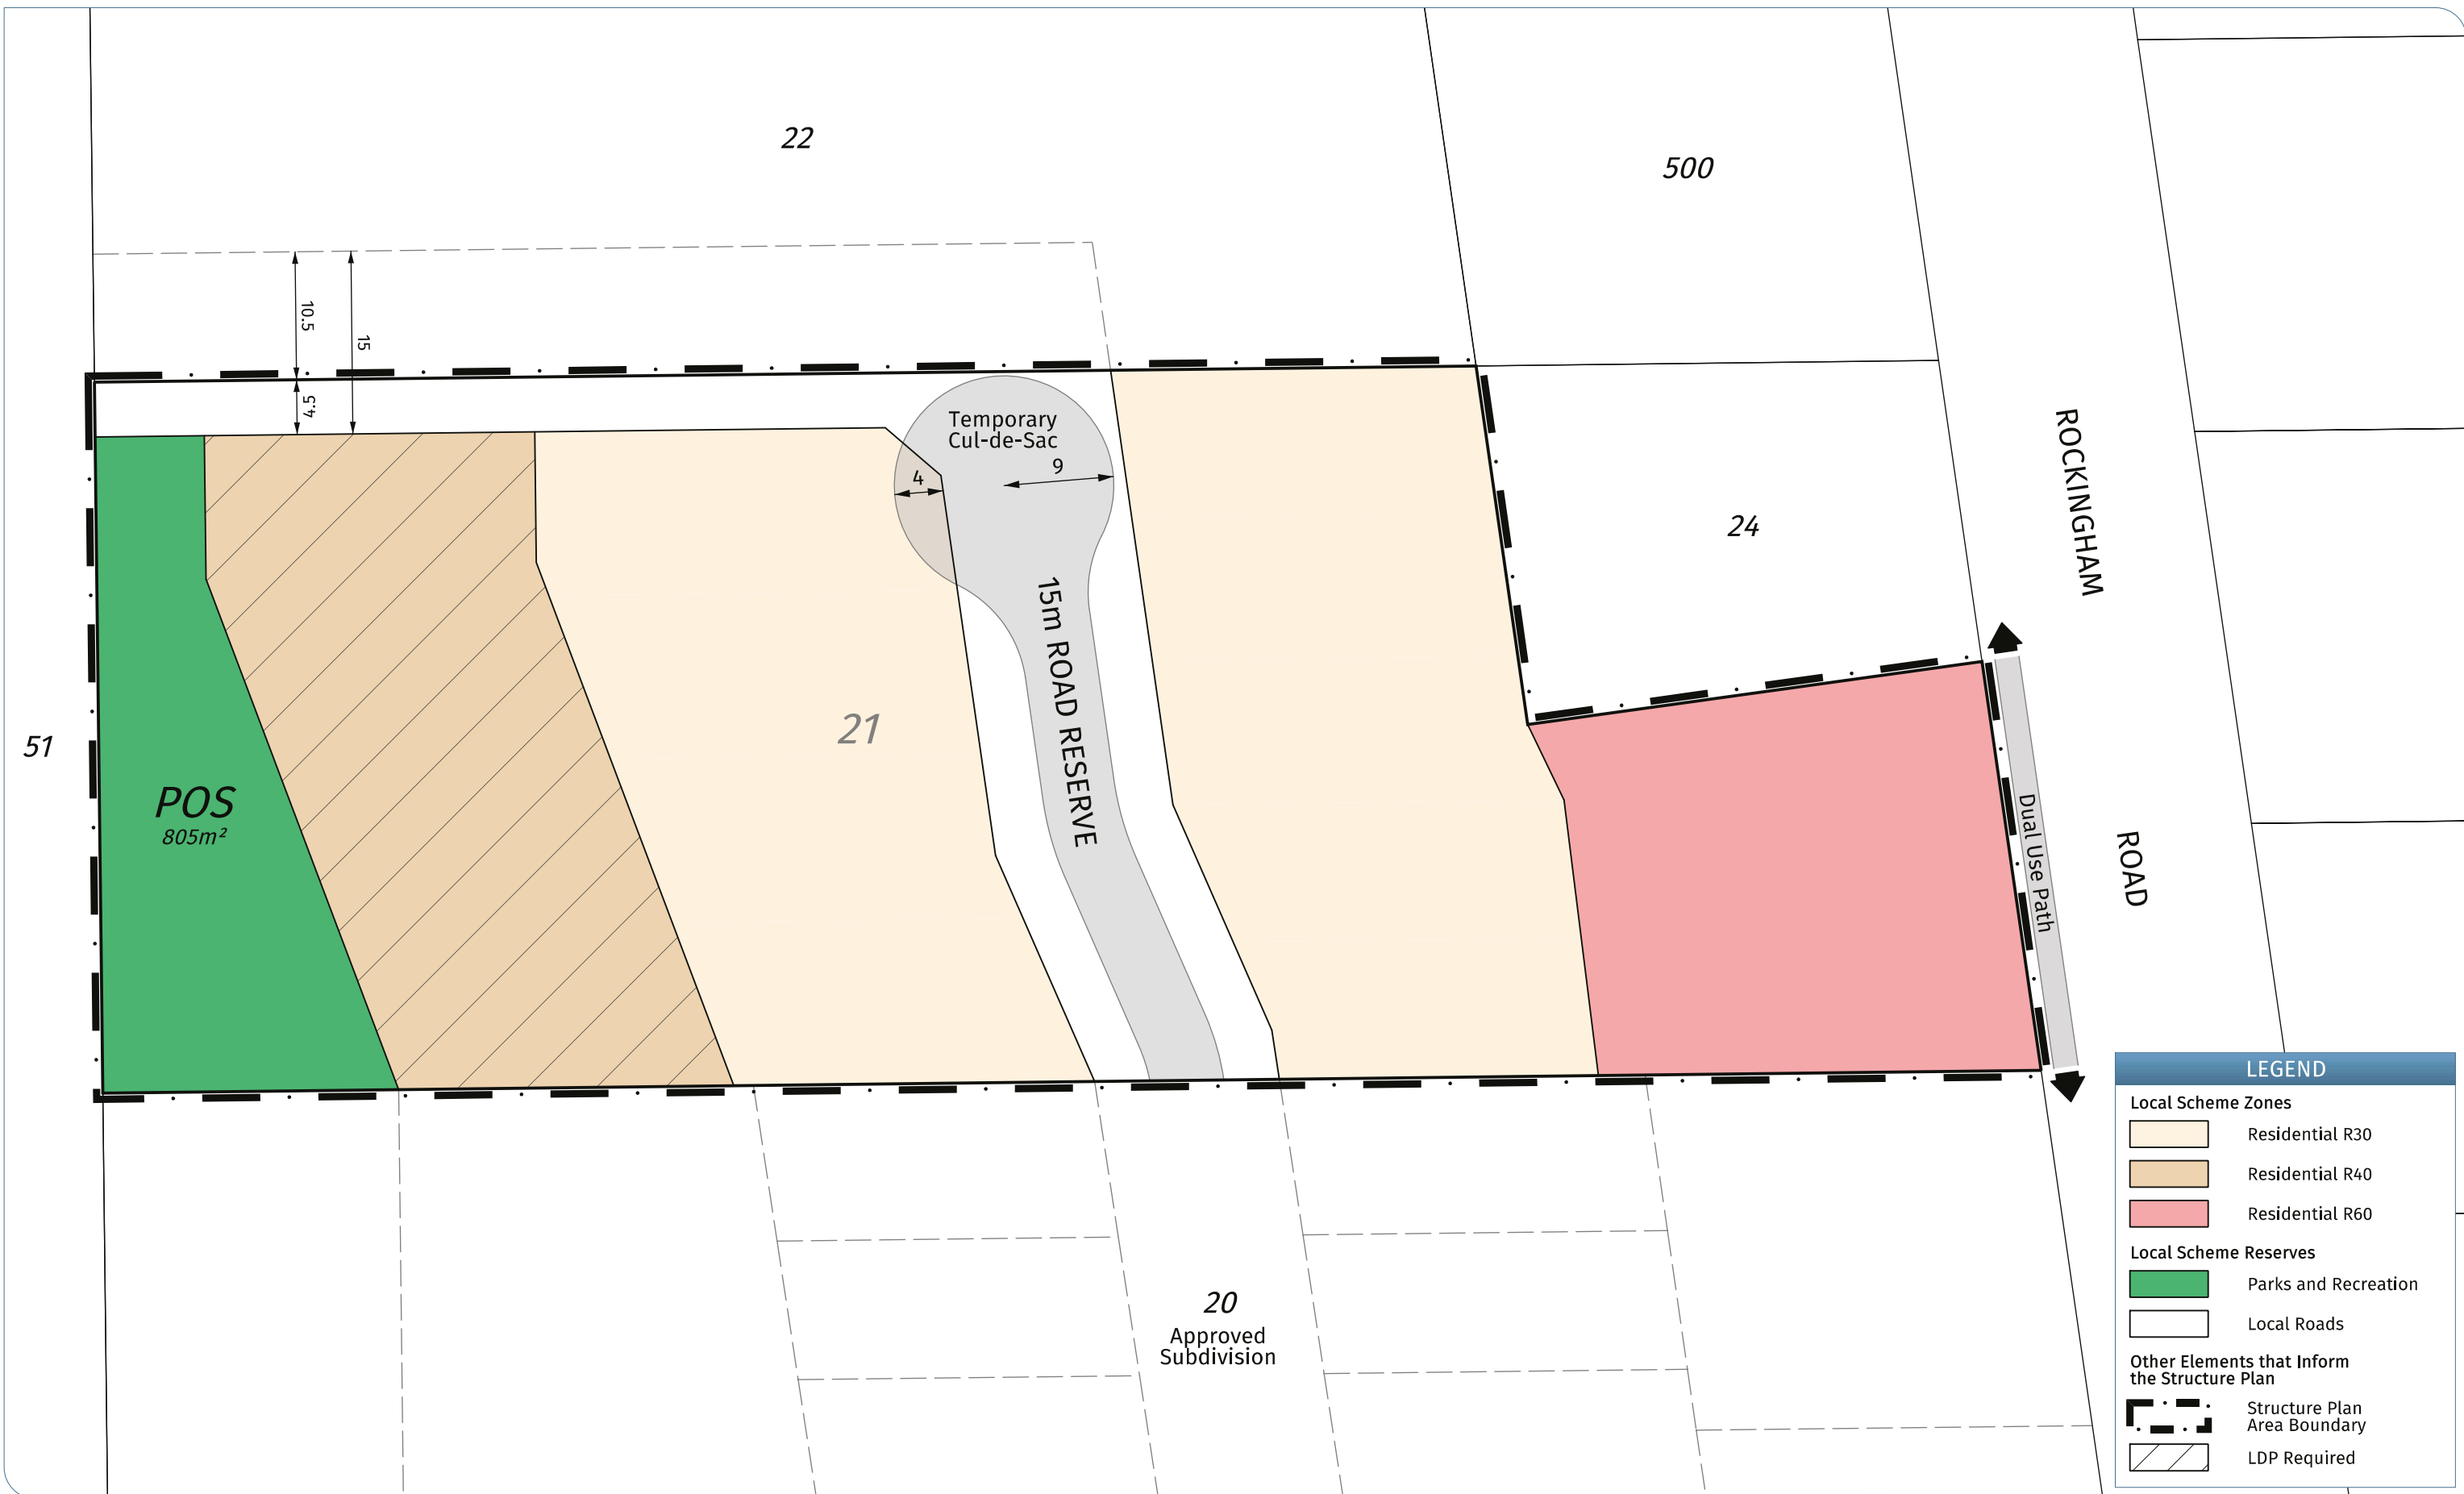 22
500
10.5
15
4.5
Temporary
Cul-de-Sac
4
9
24
ROCKINGHAM
ROAD
15m ROAD RESERVE
21
51
POS
805m²
Dual Use Path
20
Approved
Subdivision
LEGEND
Local Scheme Zones
Residential R30
Residential R40
Residential R60
Local Scheme Reserves
Parks and Recreation
Local Roads
Other Elements that Inform
the Structure Plan
Structure Plan
Area Boundary
LDP Required